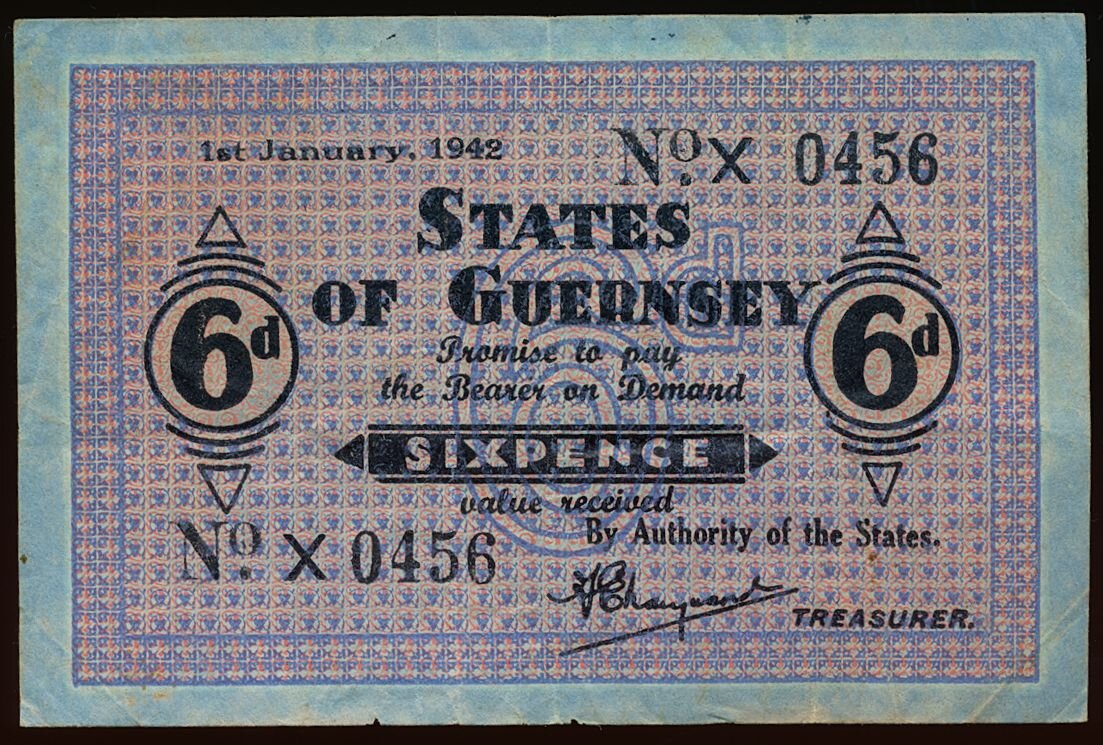 1st January, 1942
No. X 0456
STATES
OF GUERNSEY
6d
6d
6d
Promise to pay
the Bearer on Demand
SIXPENCE
value received
By Authority of the States.
No. X 0456
TREASURER.